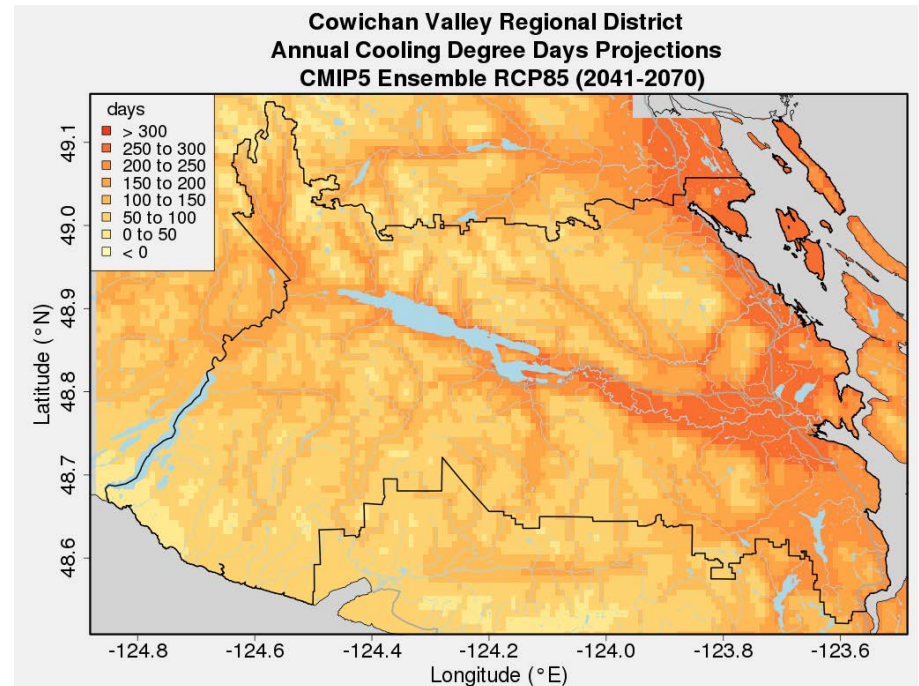 Cowichan Valley Regional District
Annual Cooling Degree Days Projections
CMIP5 Ensemble RCP85 (2041-2070)
days
> 300
250 to 300
200 to 250
150 to 200
100 to 150
50 to 100
0 to 50
< 0
Latitude (°N)
49.1
49.0
48.9
48.8
48.7
48.6
-124.8 -124.6 -124.4 -124.2 -124.0 -123.8 -123.6
Longitude (°E)